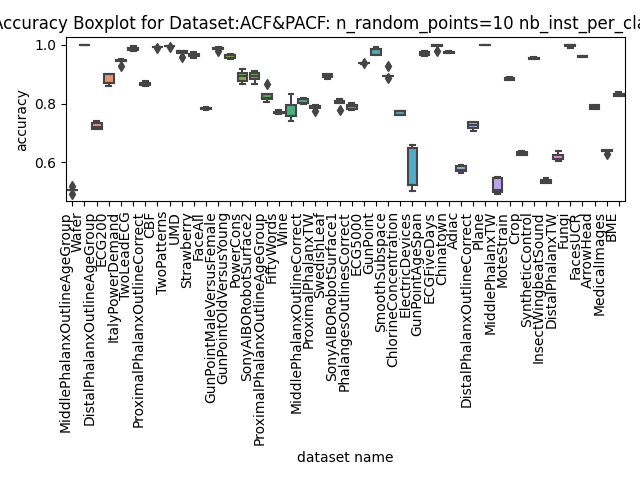 Accuracy Boxplot for Dataset:ACF&PACF: n_random_points=10 nb_inst_per_cla
accuracy
1.0
0.8
0.6
MiddlePhalanxOutlineAgeGroup
Wafer
DistalPhalanxOutlineAgeGroup
ECG200
ItalyPowerDemand
TwoLeadECG
ProximalPhalanxOutlineCorrect
CBF
TwoPatterns
UMD
Strawberry
FaceAll
GunPointMaleVersusFemale
GunPointOldVersusYoung
PowerCons
SonyAIBORobotSurface2
ProximalPhalanxOutlineAgeGroup
FiftyWords
Wine
MiddlePhalanxOutlineCorrect
ProximalPhalanxTW
SwedishLeaf
SonyAIBORobotSurface1
PhalangesOutlinesCorrect
ECG5000
GunPoint
SmoothSubspace
ChlorineConcentration
ElectricDevices
GunPointAgeSpan
ECGFiveDays
Chinatown
Adiac
DistalPhalanxOutlineCorrect
Plane
MiddlePhalanxTW
MoteStrain
Crop
SyntheticControl
InsectWingbeatSound
DistalPhalanxTW
Fungi
FacesUCR
ArrowHead
MedicalImages
BME
dataset name